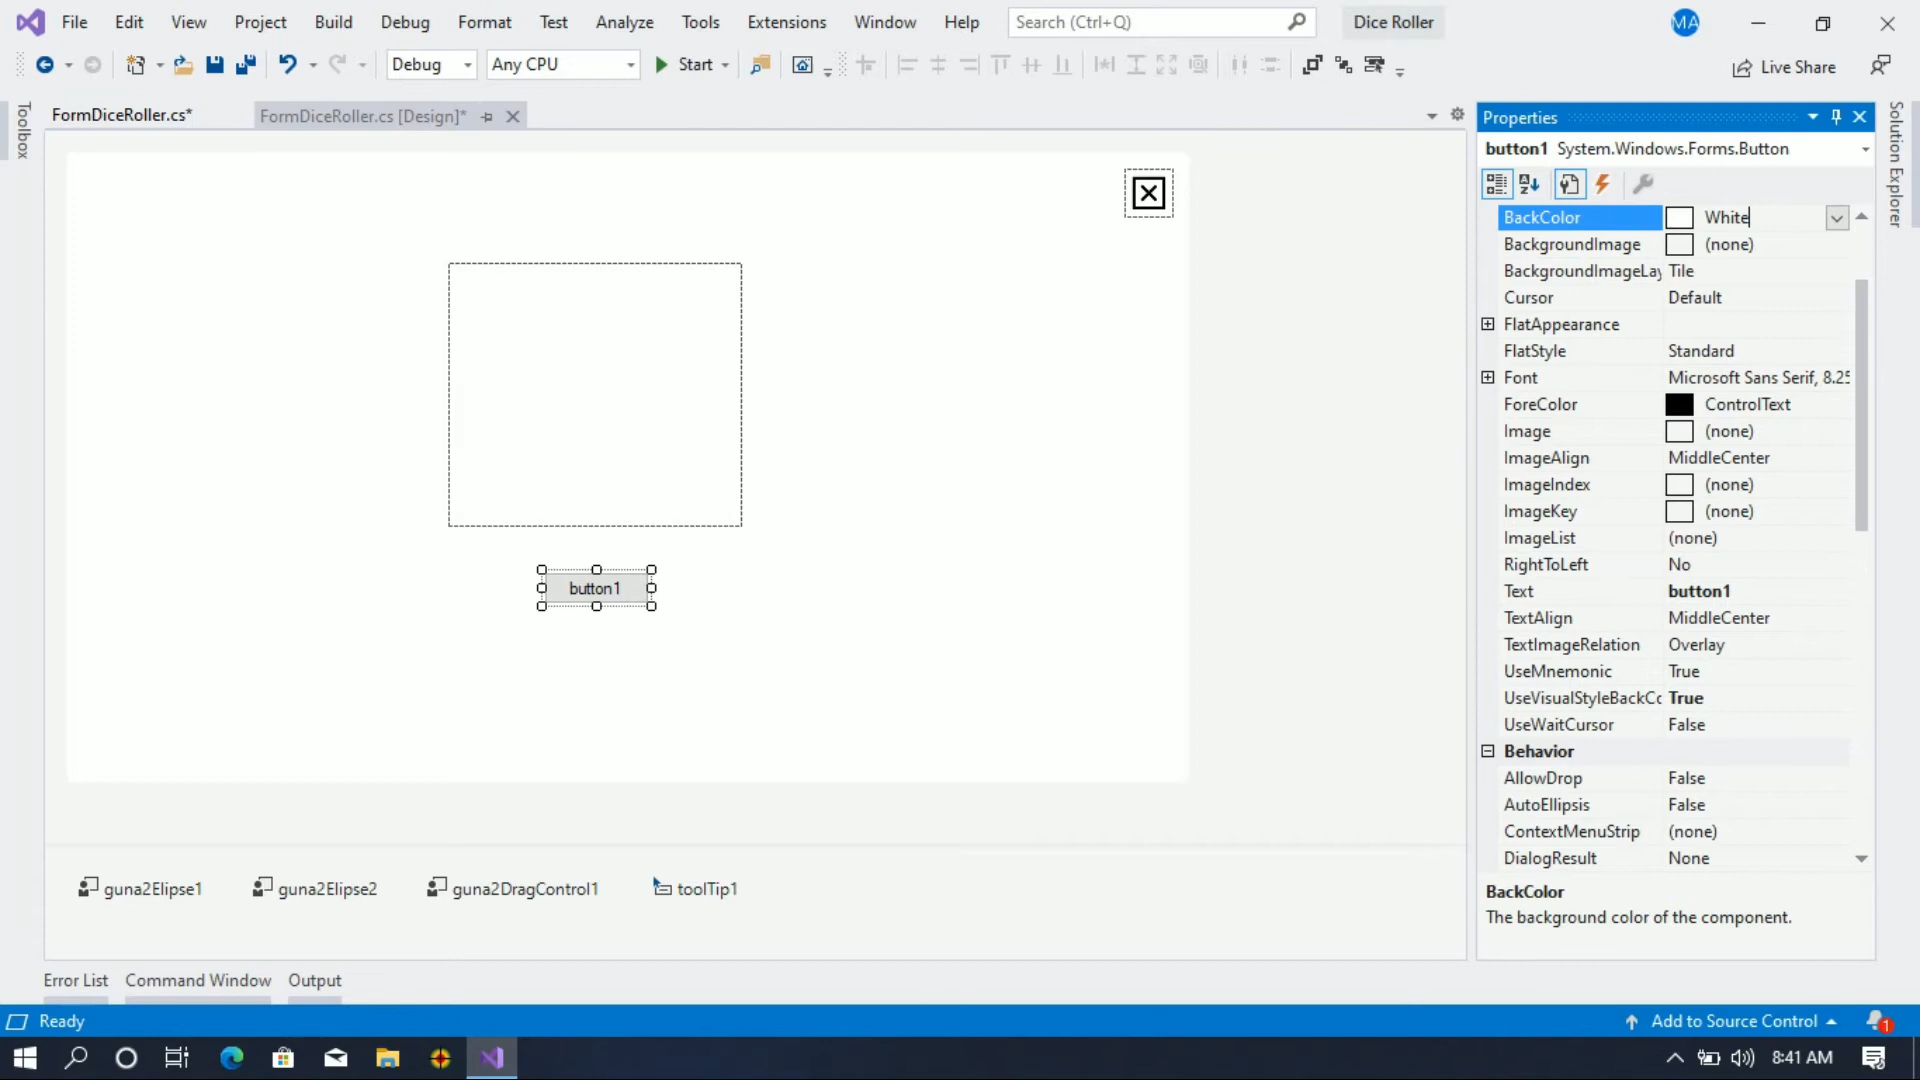 File Edit View Project Build Debug Format Test Analyze Tools Extensions Window Help Search (Ctrl+Q) Dice Roller MA
Debug Any CPU Start Live Share
Toolbox
FormDiceRoller.cs* FormDiceRoller.cs [Design]*
button1
guna2Elipse1 guna2Elipse2 guna2DragControl1 toolTip1
Properties
button1 System.Windows.Forms.Button
BackColor White
BackgroundImage (none)
BackgroundImageLay Tile
Cursor Default
FlatAppearance
FlatStyle Standard
Font Microsoft Sans Serif, 8.25
ForeColor ControlText
Image (none)
ImageAlign MiddleCenter
ImageIndex (none)
ImageKey (none)
ImageList (none)
RightToLeft No
Text button1
TextAlign MiddleCenter
TextImageRelation Overlay
UseMnemonic True
UseVisualStyleBackCo True
UseWaitCursor False
Behavior
AllowDrop False
AutoEllipsis False
ContextMenuStrip (none)
DialogResult None
BackColor
The background color of the component.
Solution Explorer
Error List Command Window Output
Ready Add to Source Control 1
8:41 AM